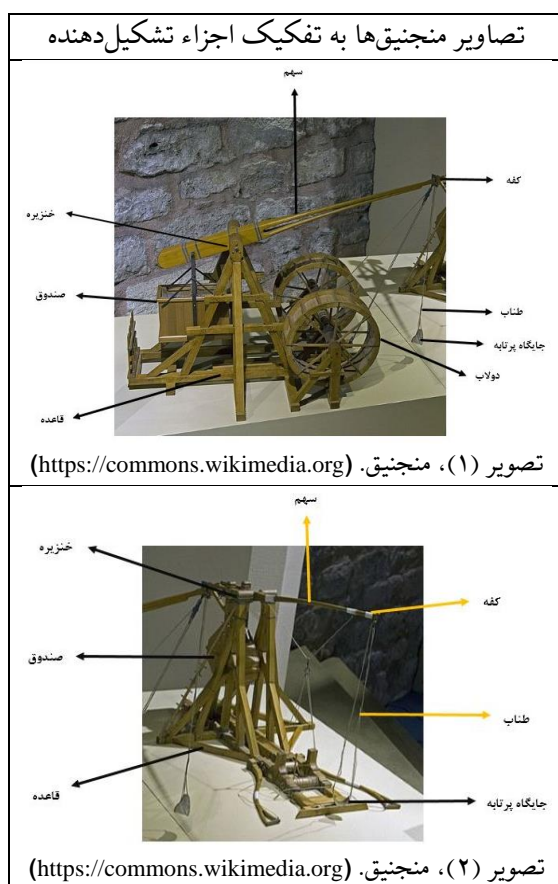 تصاویر منجنیق‌ها به تفکیک اجزاء تشکیل‌دهنده
سهم
کفه
خنزیره
صندوق
طناب
جایگاه پرتابه
دولاب
قاعده
تصویر (۱)، منجنیق. (https://commons.wikimedia.org)
سهم
خنزیره
کفه
صندوق
طناب
قاعده
جایگاه پرتابه
تصویر (۲)، منجنیق. (https://commons.wikimedia.org)